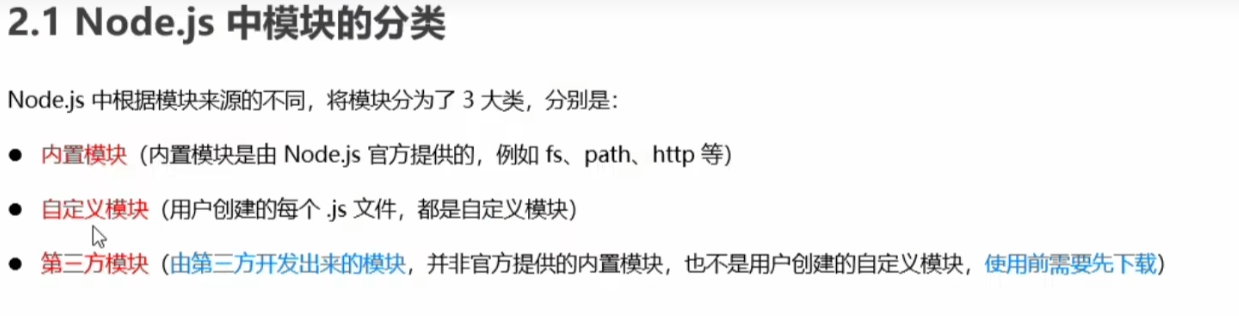 2.1 Node.js 中模块的分类
Node.js 中根据模块来源的不同，将模块分为了 3 大类，分别是：
● 内置模块（内置模块是由 Node.js 官方提供的，例如 fs、path、http 等）
● 自定义模块（用户创建的每个 .js 文件，都是自定义模块）
● 第三方模块（由第三方开发出来的模块，并非官方提供的内置模块，也不是用户创建的自定义模块，使用前需要先下载）